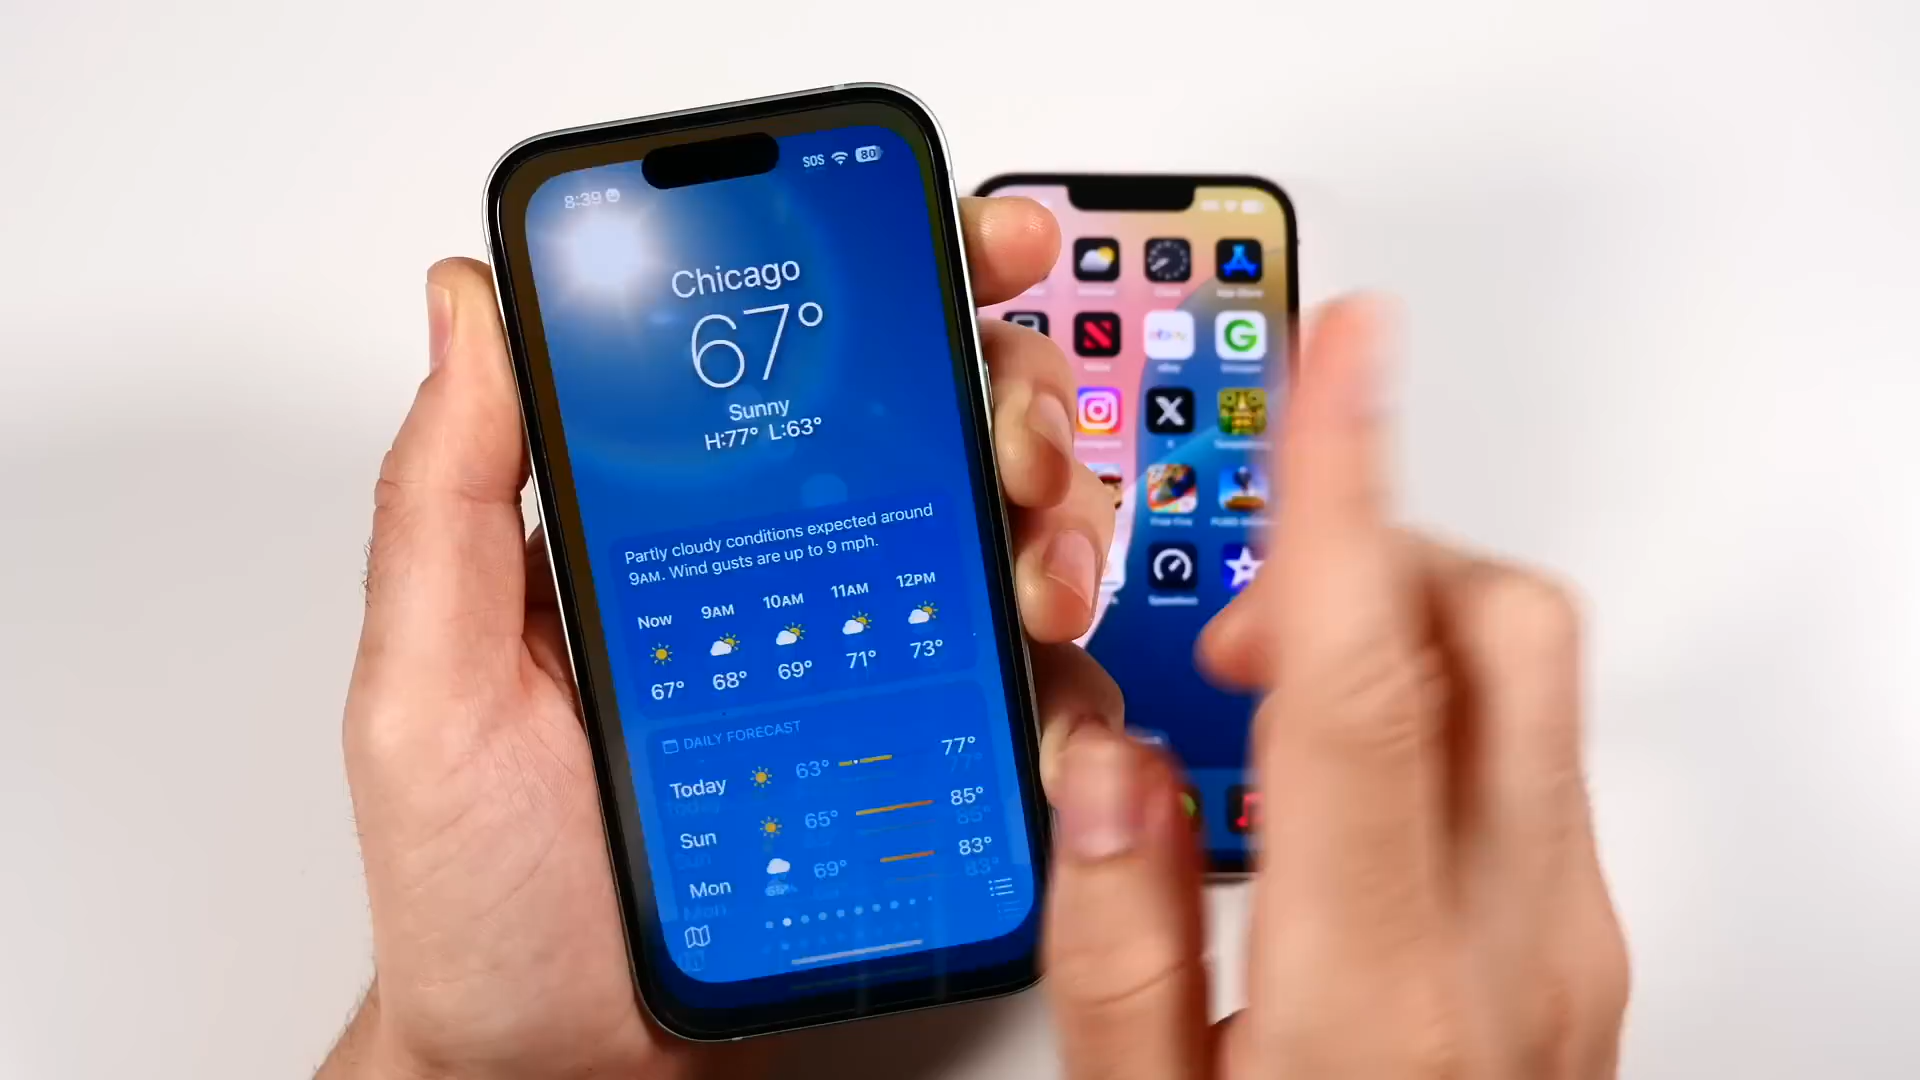 8:39
SOS
80
Chicago
67°
Sunny
H:77° L:63°
Partly cloudy conditions expected around
9AM. Wind gusts are up to 9 mph.
Now 9AM 10AM 11AM 12PM
67° 68° 69° 71° 73°
DAILY FORECAST
Today 63° 77°
Sun 65° 85°
Mon 69° 83°
ebay